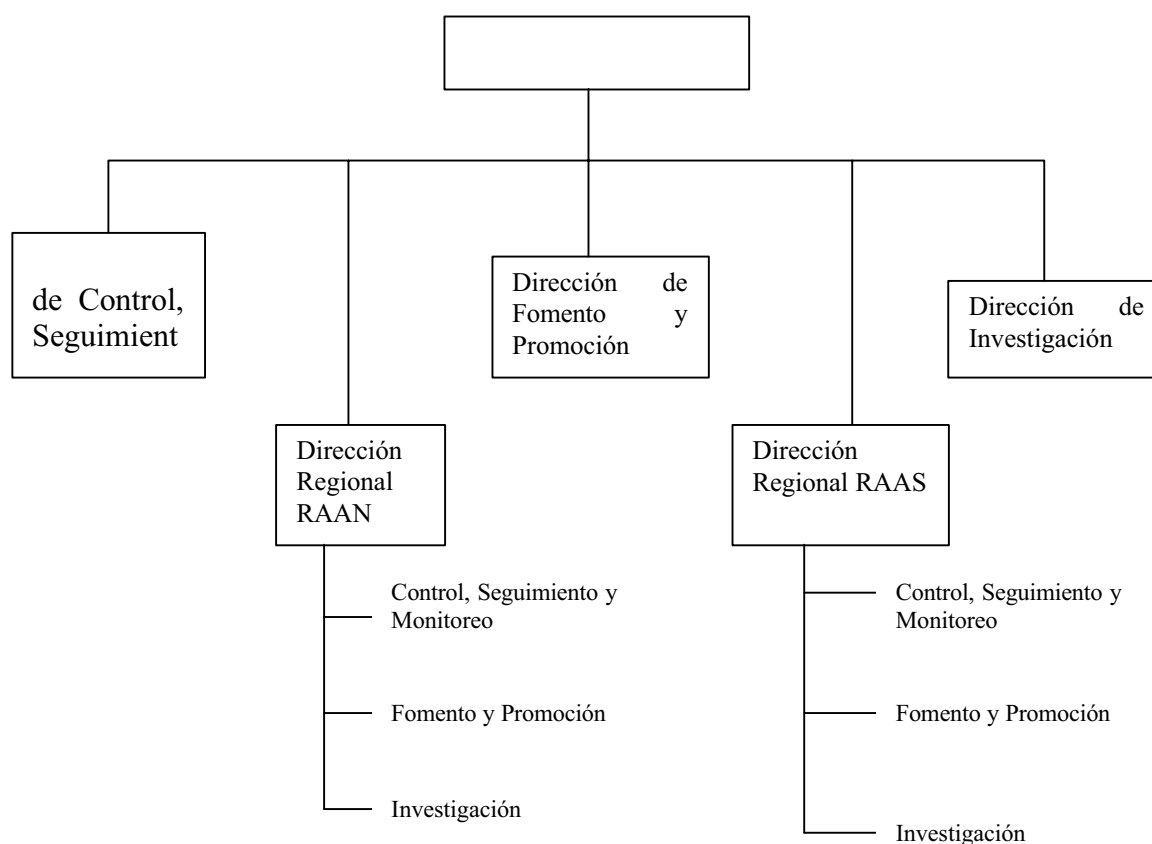 de Control,
Seguimient
Dirección de
Fomento y
Promoción
Dirección de
Investigación
Dirección
Regional
RAAN
Control, Seguimiento y
Monitoreo
Fomento y Promoción
Investigación
Dirección
Regional RAAS
Control, Seguimiento y
Monitoreo
Fomento y Promoción
Investigación